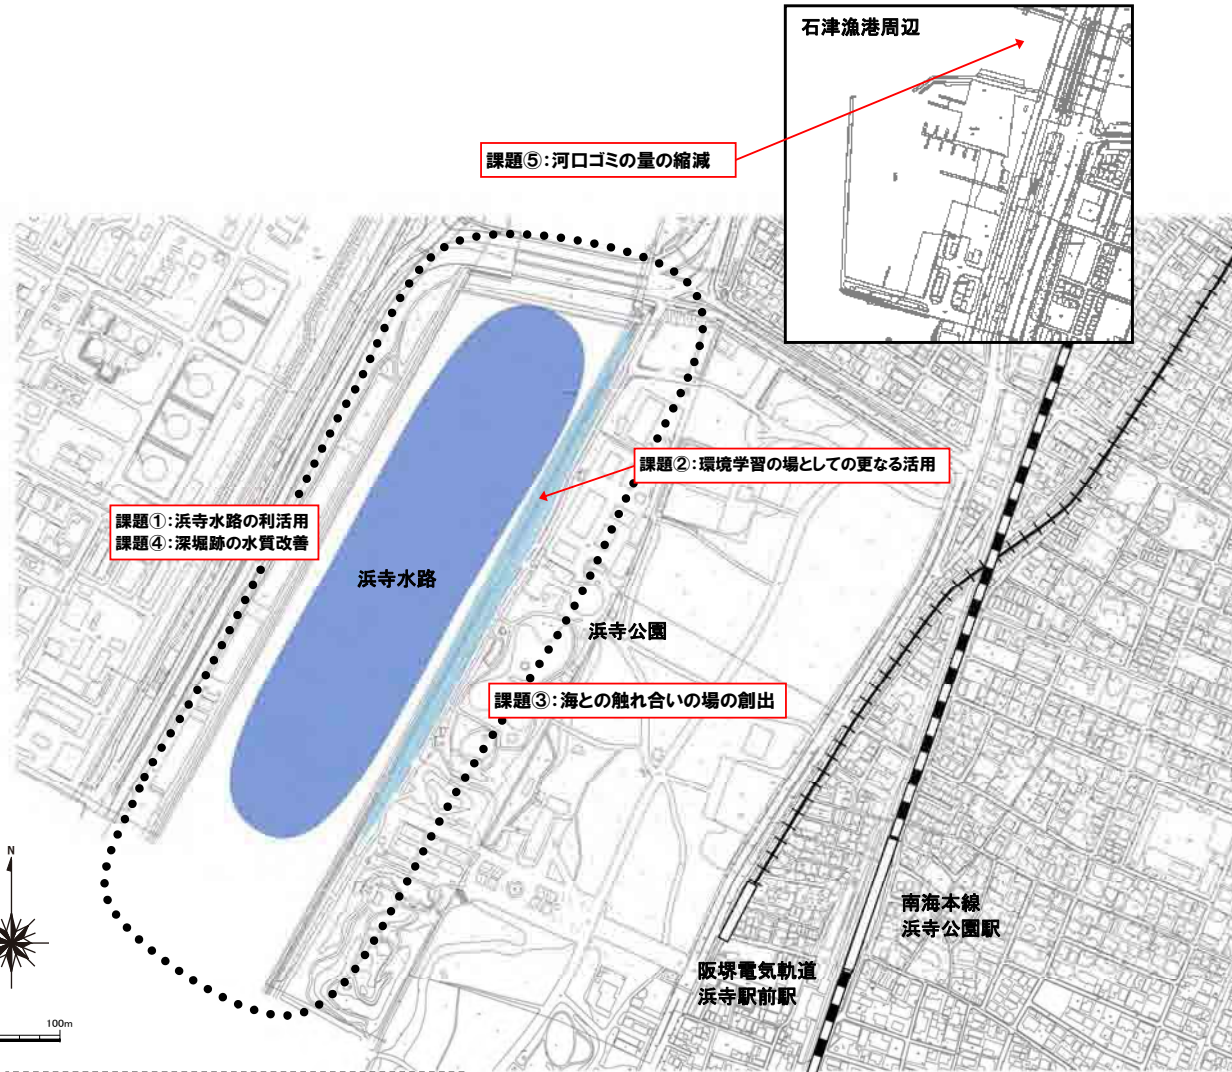 石津漁港周辺
課題⑤:河口ゴミの量の縮減
課題②:環境学習の場としての更なる活用
課題①:浜寺水路の利活用
課題④:深堀跡の水質改善
浜寺水路
浜寺公園
課題③:海との触れ合いの場の創出
N
南海本線
浜寺公園駅
阪堺電気軌道
浜寺駅前駅
100m